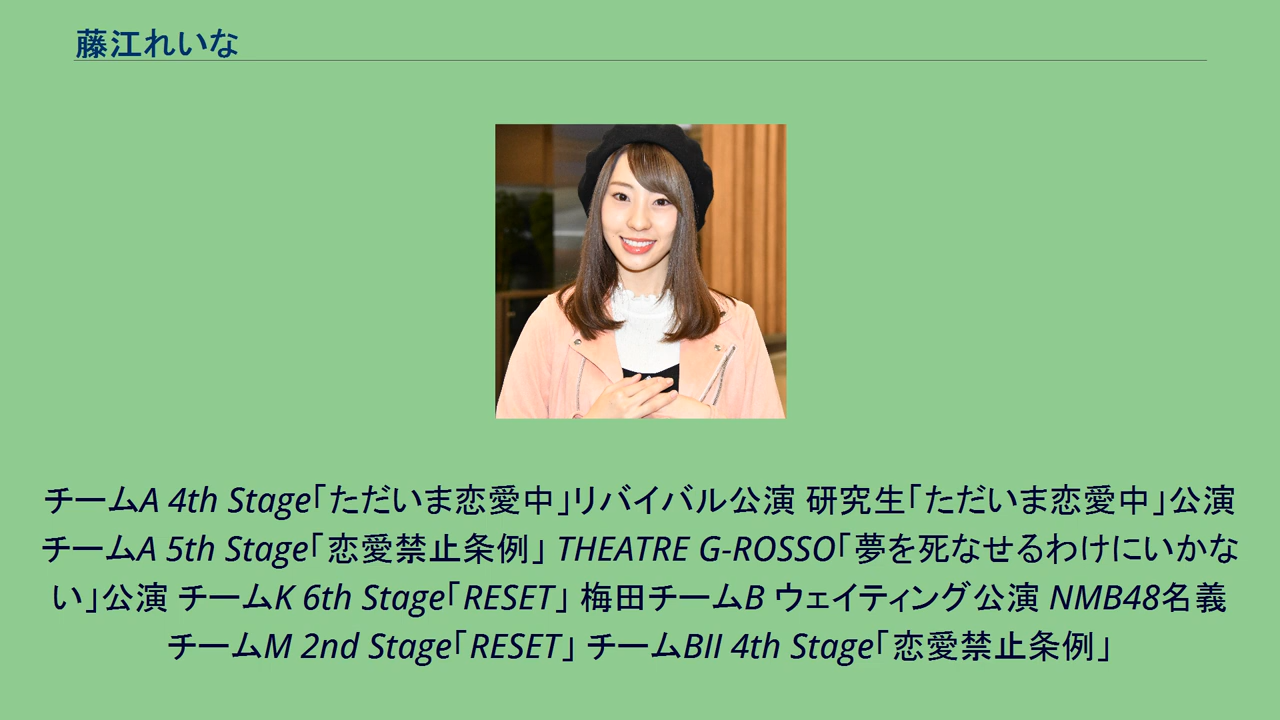 藤江れいな
チームA 4th Stage「ただいま恋愛中」リバイバル公演 研究生「ただいま恋愛中」公演
チームA 5th Stage「恋愛禁止条例」 THEATRE G-ROSSO「夢を死なせるわけにいかな
い」公演 チームK 6th Stage「RESET」 梅田チームB ウェイティング公演 NMB48名義
チームM 2nd Stage「RESET」 チームBII 4th Stage「恋愛禁止条例」